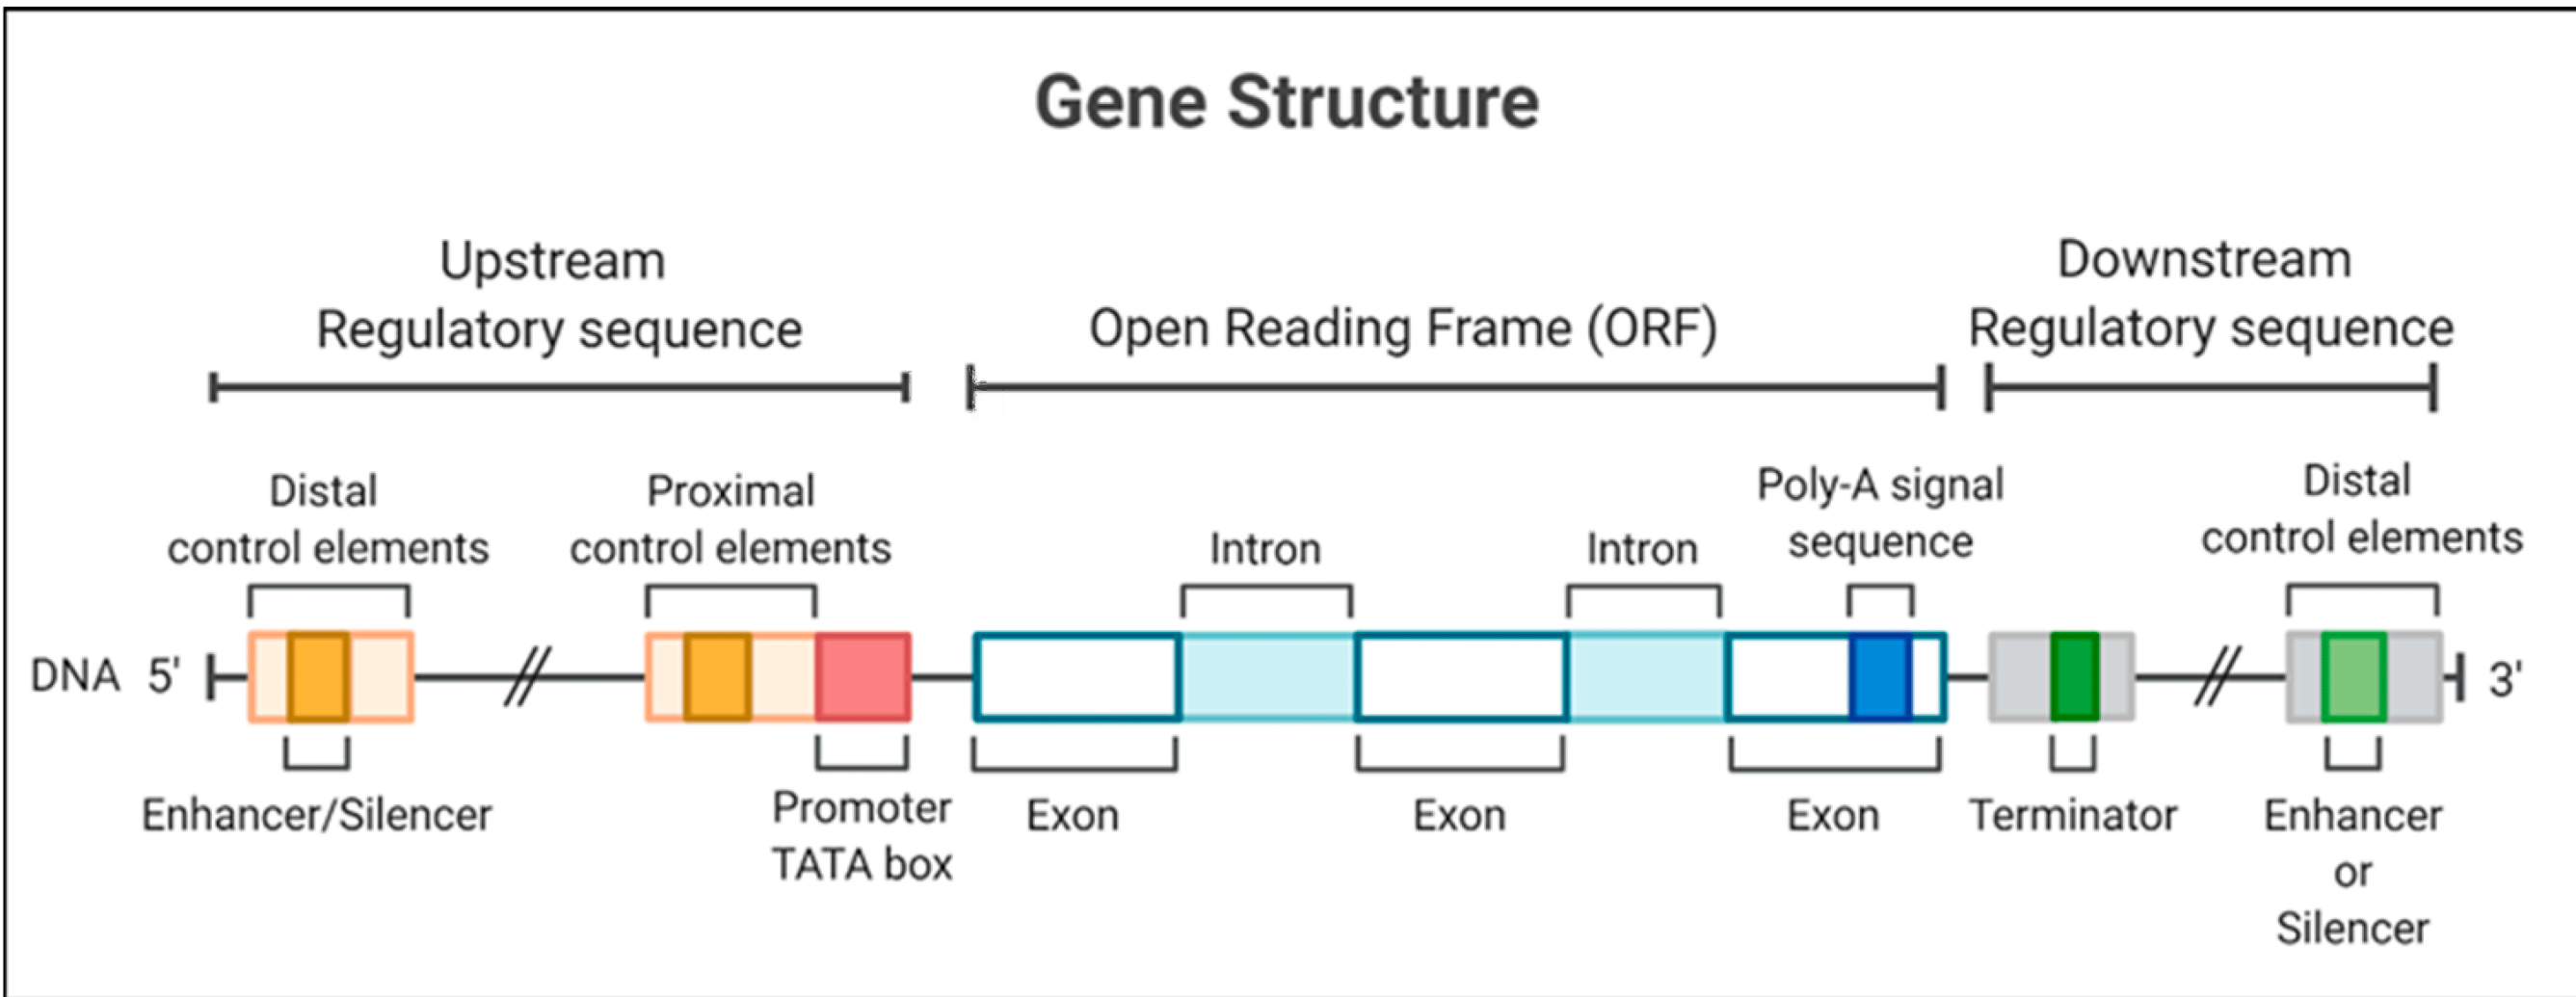 Gene Structure
Upstream
Regulatory sequence
Open Reading Frame (ORF)
Downstream
Regulatory sequence
Distal
control elements
Proximal
control elements
Intron
Intron
Poly-A signal
sequence
Distal
control elements
DNA 5'
3'
Enhancer/Silencer
Promoter
TATA box
Exon
Exon
Exon
Terminator
Enhancer
or
Silencer